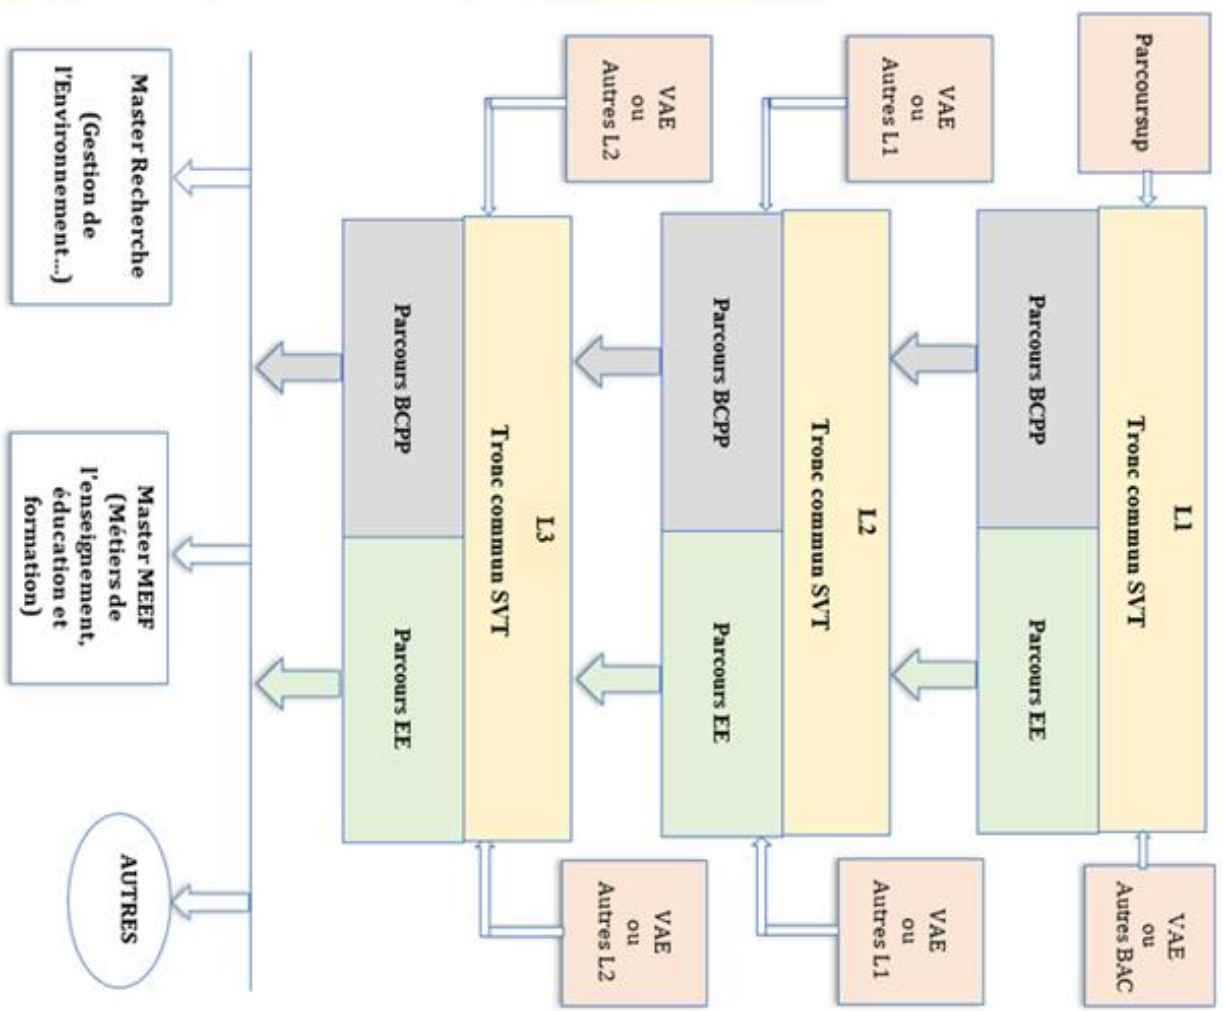 Parcoursup
L1
Tronc commun SVT
Parcours BCPP
Parcours EE
VAE
ou
Autres BAC
VAE
ou
Autres L1
L2
Tronc commun SVT
Parcours BCPP
Parcours EE
VAE
ou
Autres L1
VAE
ou
Autres L2
L3
Tronc commun SVT
Parcours BCPP
Parcours EE
VAE
ou
Autres L2
Master Recherche
(Gestion de
l'Environnement...)
Master MEEF
(Métiers de
l'enseignement,
éducation et
formation)
AUTRES